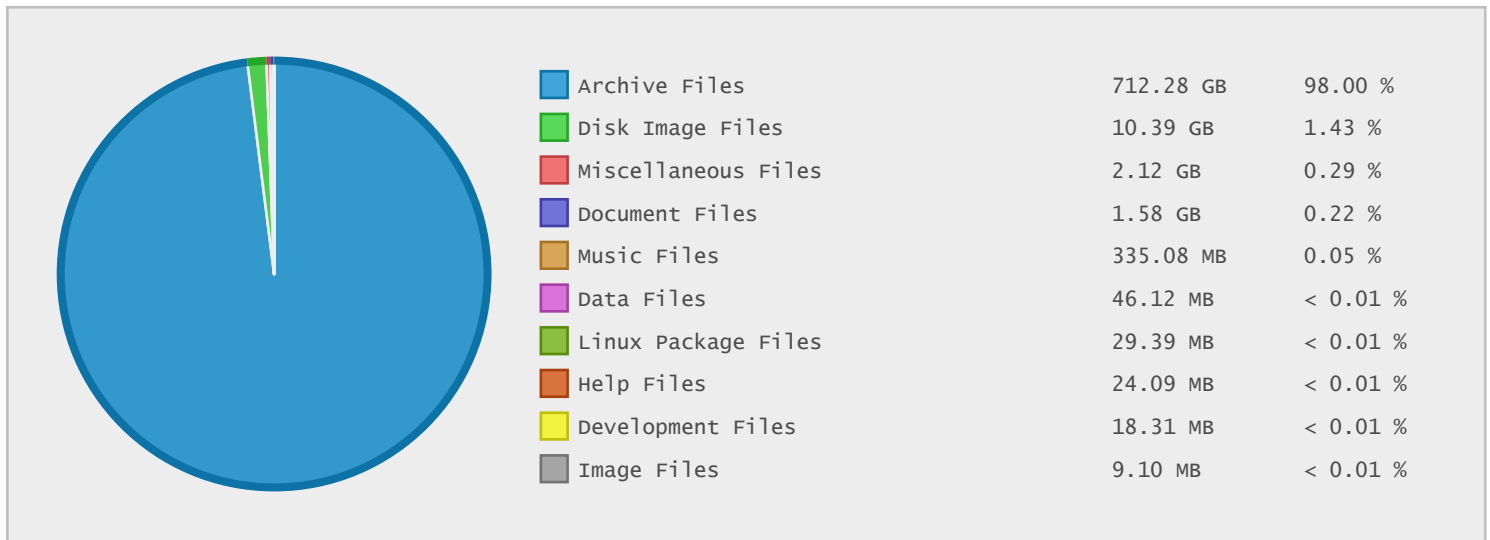 Archive Files 712.28 GB 98.00 %
Disk Image Files 10.39 GB 1.43 %
Miscellaneous Files 2.12 GB 0.29 %
Document Files 1.58 GB 0.22 %
Music Files 335.08 MB 0.05 %
Data Files 46.12 MB < 0.01 %
Linux Package Files 29.39 MB < 0.01 %
Help Files 24.09 MB < 0.01 %
Development Files 18.31 MB < 0.01 %
Image Files 9.10 MB < 0.01 %